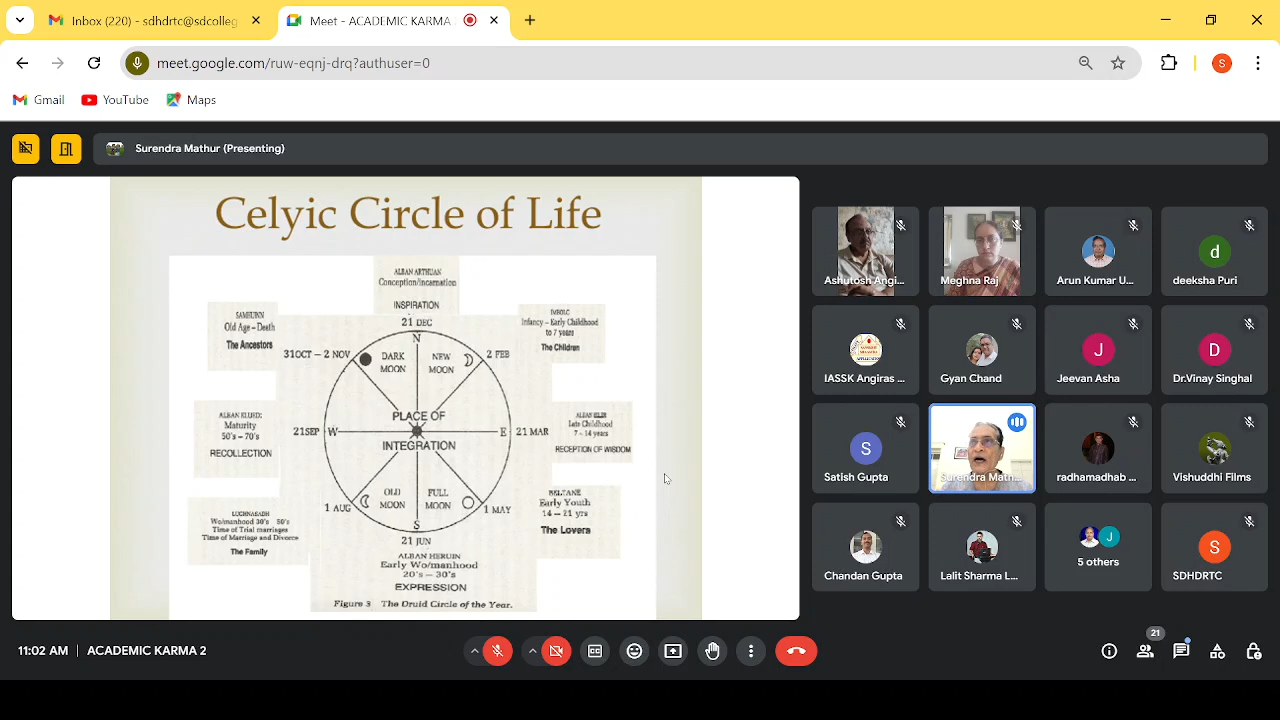 Inbox (220) - sdhdrtc@sdcolleg
Meet - ACADEMIC KARMA
meet.google.com/ruw-eqnj-drq?authuser=0
S
Gmail
YouTube
Maps
Surendra Mathur (Presenting)
Celyic Circle of Life
ALBAN ARTHUAN
Conception/Incarnation
INSPIRATION
SAMHUINN
Old Age - Death
The Ancestors
IMBOLC
Infancy - Early Childhood
to 7 years
The Children
21 DEC
N
31OCT - 2 NOV
DARK
MOON
NEW
MOON
2 FEB
ALBAN ELUED:
Maturity
50's - 70's
RECOLLECTION
21SEP
W
PLACE OF
INTEGRATION
E
21 MAR
ALBAN EILIR
Late Childhood
7 - 14 years
RECEPTION OF WISDOM
LUGHNASADH
Wo/manhood 30's 50's
Time of Trial marriages
Time of Marriage and Divorce
The Family
1 AUG
OLD
MOON
FULL
MOON
1 MAY
BELTANE
Early Youth
14 - 21 yrs
The Lovers
S
21 JUN
ALBAN HERUIN
Early Wo/manhood
20's - 30's
EXPRESSION
Figure 3 The Druid Circle of the Year.
Ashutosh Angi...
Meghna Raj
Arun Kumar U...
d
deeksha Puri
IASSK Angiras ...
Gyan Chand
J
Jeevan Asha
D
Dr.Vinay Singhal
S
Satish Gupta
Surendra Math...
radhamadhab ...
Vishuddhl Fllms
Chandan Gupta
Lalit Sharma L...
J
5 others
S
SDHDRTC
11:02 AM
ACADEMIC KARMA 2
21